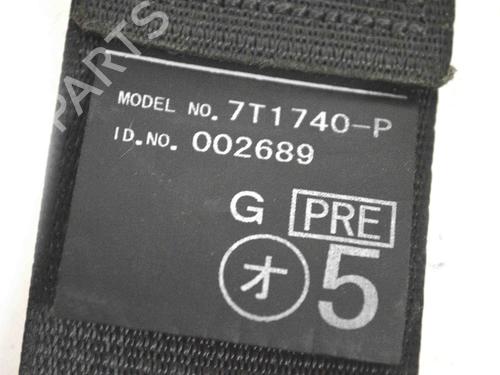 MODEL NO. 7T1740-P
ID.NO. 002689
G PRE
オ 5
PARTS